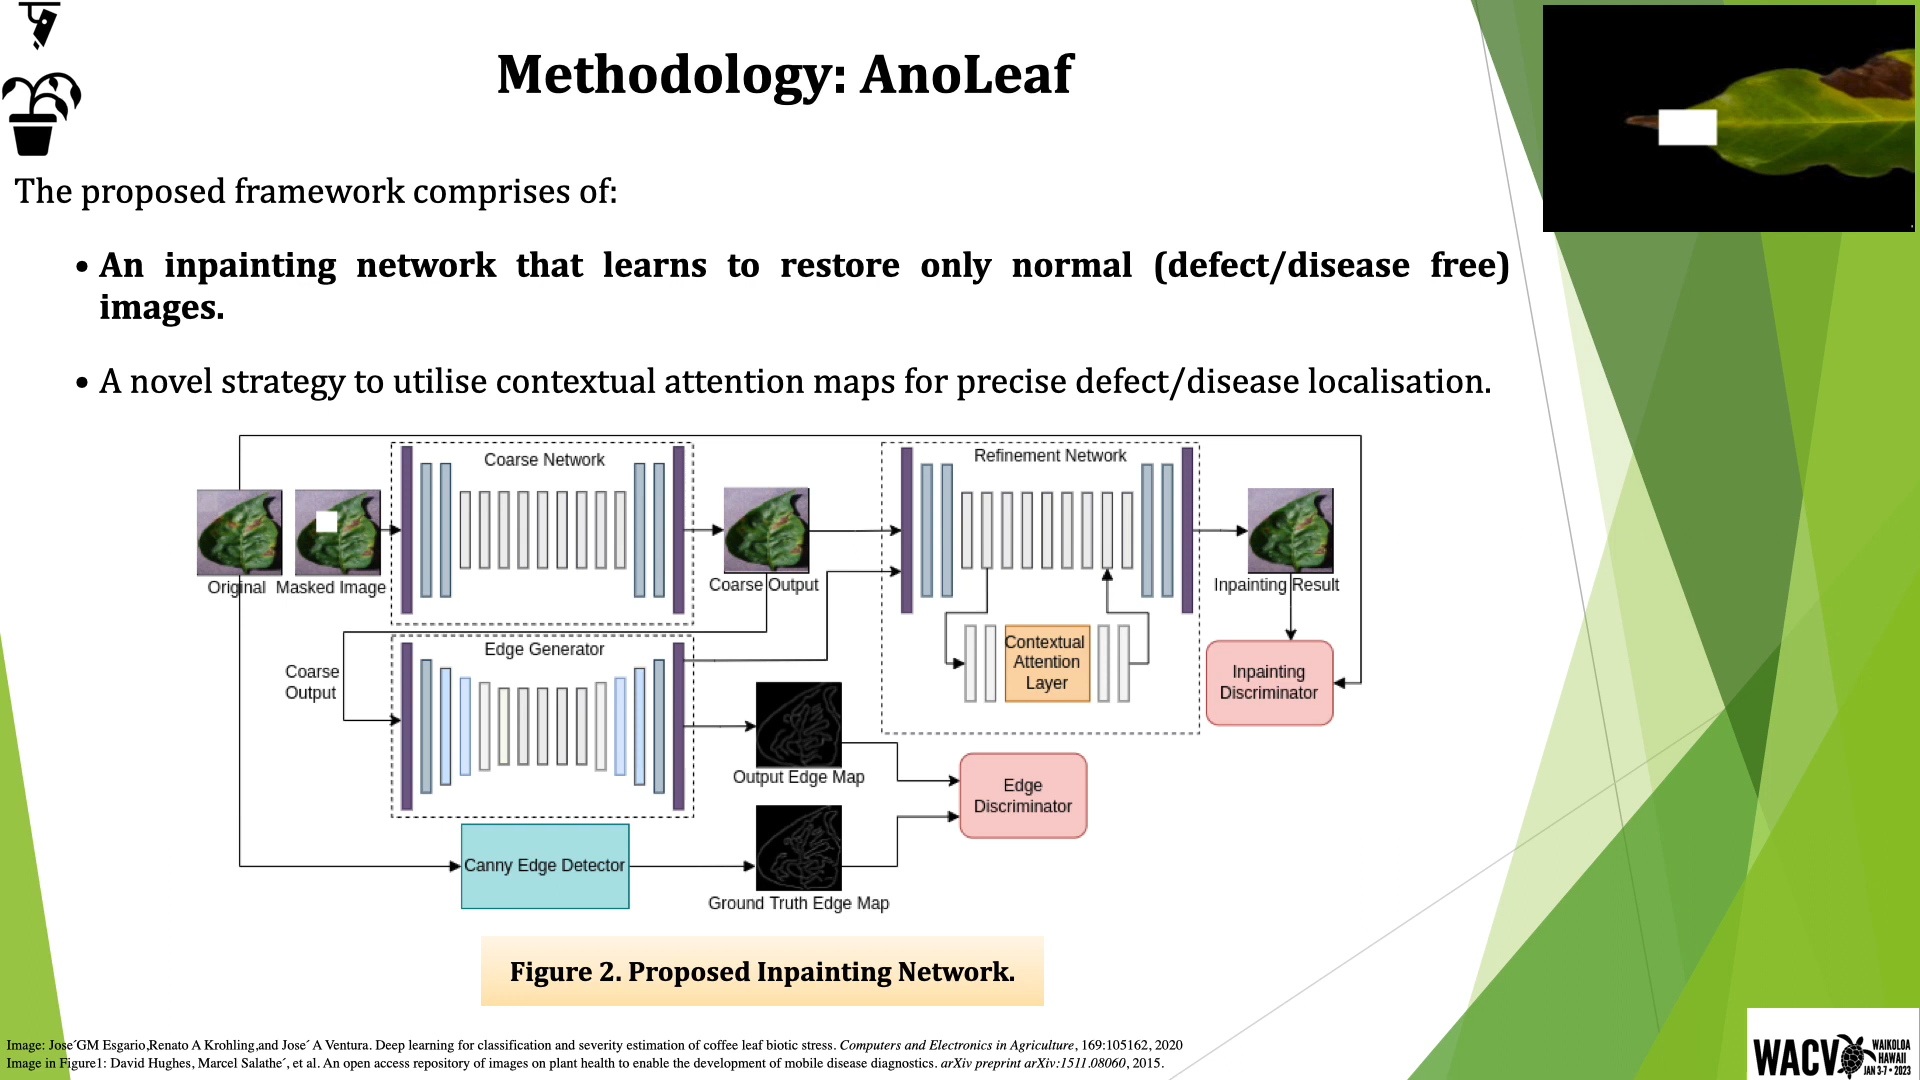 Methodology: AnoLeaf
The proposed framework comprises of:
• An inpainting network that learns to restore only normal (defect/disease free)
images.
• A novel strategy to utilise contextual attention maps for precise defect/disease localisation.
Coarse Network
Refinement Network
Original
Masked Image
Coarse Output
Inpainting Result
Edge Generator
Contextual
Attention
Layer
Coarse
Output
Inpainting
Discriminator
Output Edge Map
Edge
Discriminator
Canny Edge Detector
Ground Truth Edge Map
Figure 2. Proposed Inpainting Network.
Image: Jose´GM Esgario,Renato A Krohling,and Jose´ A Ventura. Deep learning for classification and severity estimation of coffee leaf biotic stress. Computers and Electronics in Agriculture, 169:105162, 2020
Image in Figure1: David Hughes, Marcel Salathe´, et al. An open access repository of images on plant health to enable the development of mobile disease diagnostics. arXiv preprint arXiv:1511.08060, 2015.
WACV
WAIKOLOA
HAWAII
JAN 3-7 • 2023